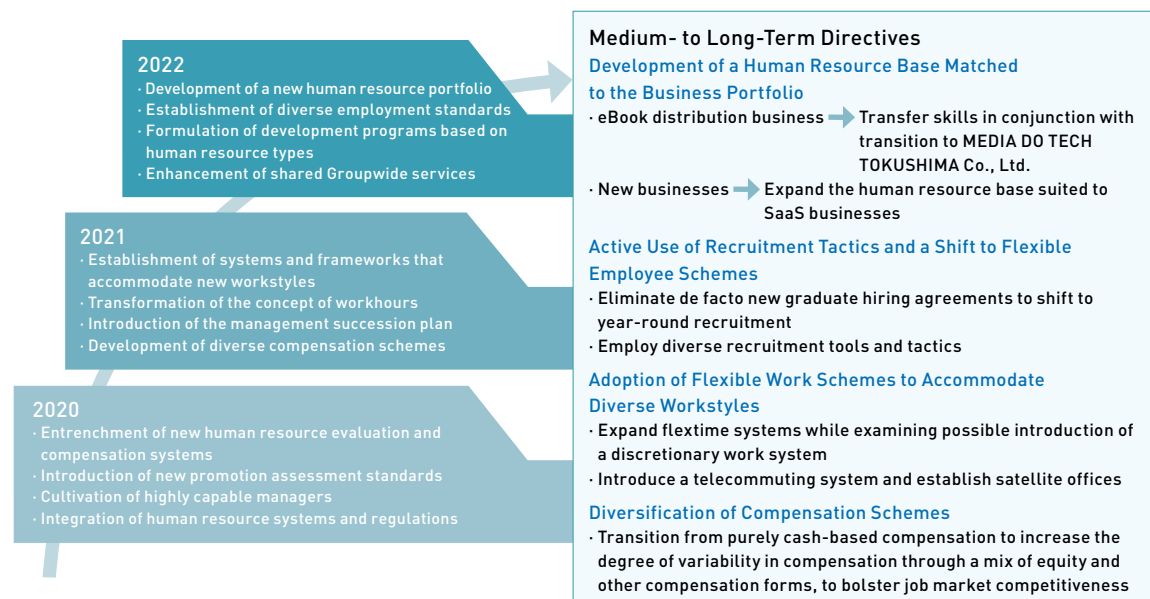 2022
· Development of a new human resource portfolio
· Establishment of diverse employment standards
· Formulation of development programs based on
human resource types
· Enhancement of shared Groupwide services
2021
· Establishment of systems and frameworks that
accommodate new workstyles
· Transformation of the concept of workhours
· Introduction of the management succession plan
· Development of diverse compensation schemes
2020
· Entrenchment of new human resource evaluation and
compensation systems
· Introduction of new promotion assessment standards
· Cultivation of highly capable managers
· Integration of human resource systems and regulations
Medium- to Long-Term Directives
Development of a Human Resource Base Matched
to the Business Portfolio
· eBook distribution business Transfer skills in conjunction with
transition to MEDIA DO TECH
TOKUSHIMA Co., Ltd.
· New businesses Expand the human resource base suited to
SaaS businesses
Active Use of Recruitment Tactics and a Shift to Flexible
Employee Schemes
· Eliminate de facto new graduate hiring agreements to shift to
year-round recruitment
· Employ diverse recruitment tools and tactics
Adoption of Flexible Work Schemes to Accommodate
Diverse Workstyles
· Expand flextime systems while examining possible introduction of
a discretionary work system
· Introduce a telecommuting system and establish satellite offices
Diversification of Compensation Schemes
· Transition from purely cash-based compensation to increase the
degree of variability in compensation through a mix of equity and
other compensation forms, to bolster job market competitiveness